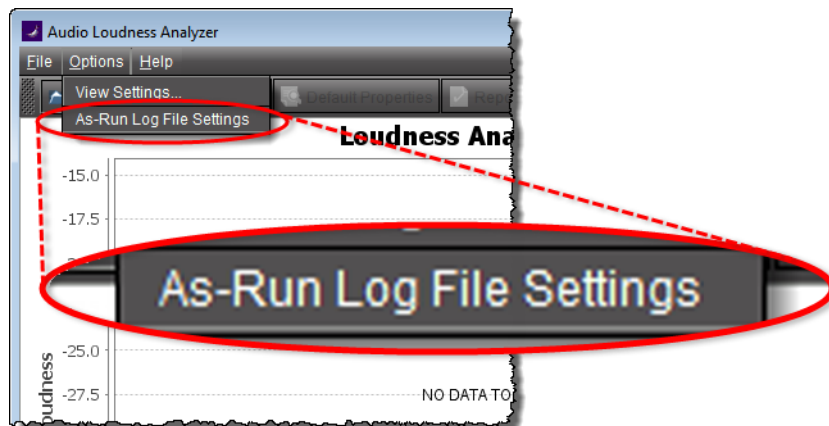 Audio Loudness Analyzer
File Options Help
View Settings...
Default Properties
As-Run Log File Settings
Loudness Ana
-15.0
-17.5
As-Run Log File Settings
-25.0
-27.5
NO DATA TO